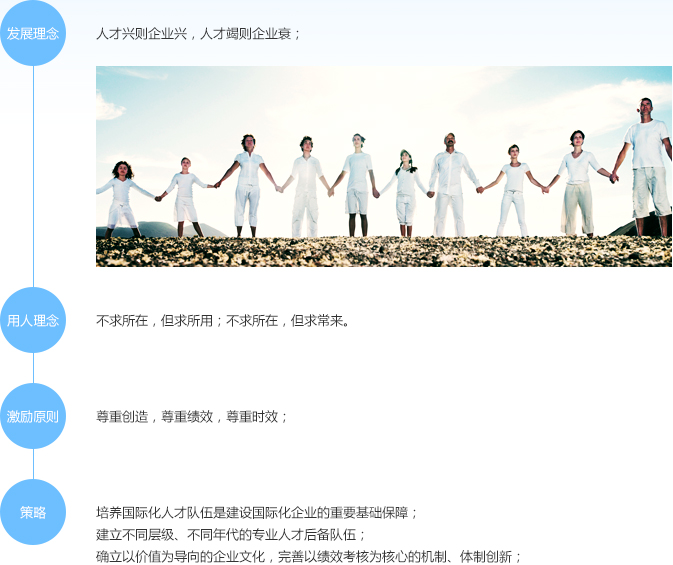 发展理念
人才兴则企业兴，人才竭则企业衰；
用人理念
不求所在，但求所用；不求所在，但求常来。
激励原则
尊重创造，尊重绩效，尊重时效；
策略
培养国际化人才队伍是建设国际化企业的重要基础保障；
建立不同层级、不同年代的专业人才后备队伍；
确立以价值为导向的企业文化，完善以绩效考核为核心的机制、体制创新；